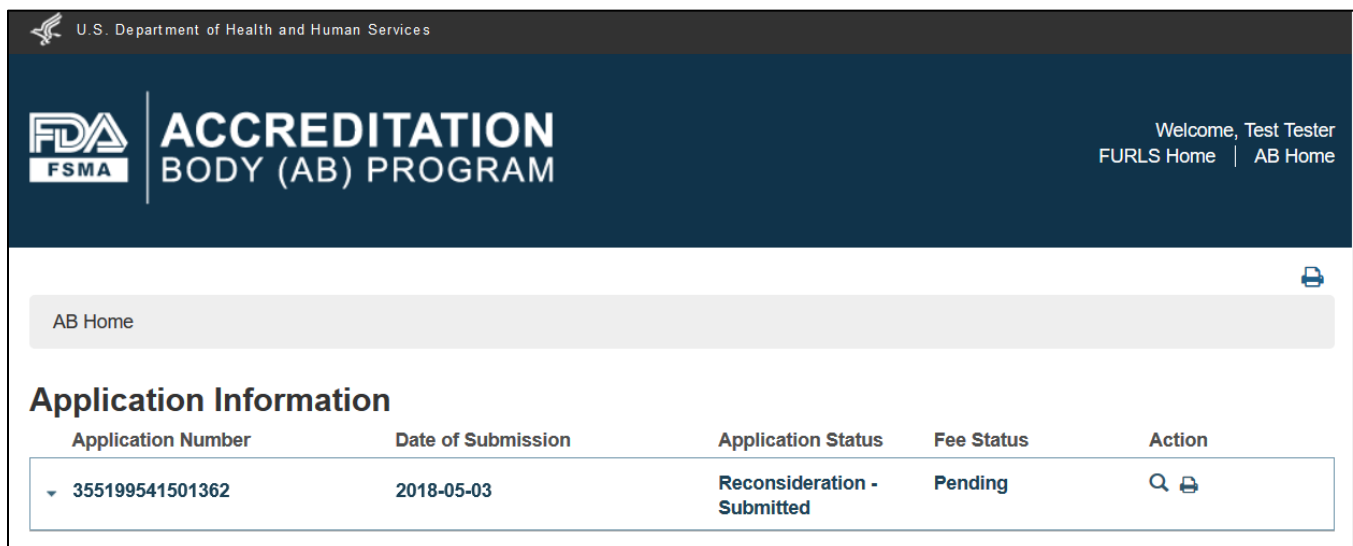 U.S. Department of Health and Human Services
FDA
FSMA
ACCREDITATION
BODY (AB) PROGRAM
Welcome, Test Tester
FURLS Home | AB Home
AB Home
Application Information
Application Number Date of Submission Application Status Fee Status Action
355199541501362 2018-05-03 Reconsideration - Pending
Submitted